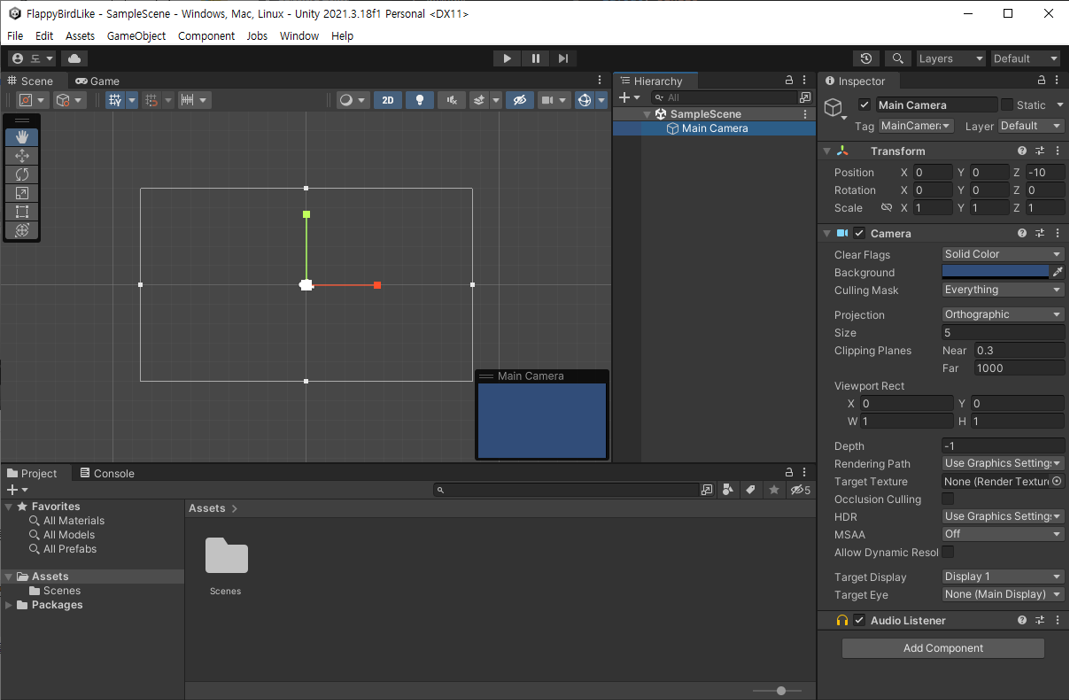 FlappyBirdLike - SampleScene - Windows, Mac, Linux - Unity 2021.3.18f1 Personal <DX11>
File Edit Assets GameObject Component Jobs Window Help
도 Layers Default
Scene Game
2D
Main Camera
Hierarchy
All
SampleScene
Main Camera
Inspector
Main Camera Static
Tag MainCamera Layer Default
Transform
Position X 0 Y 0 Z -10
Rotation X 0 Y 0 Z 0
Scale X 1 Y 1 Z 1
Camera
Clear Flags Solid Color
Background
Culling Mask Everything
Projection Orthographic
Size 5
Clipping Planes Near 0.3
Far 1000
Viewport Rect
X 0 Y 0
W 1 H 1
Depth -1
Rendering Path Use Graphics Settings
Target Texture None (Render Texture
Occlusion Culling
HDR Use Graphics Settings
MSAA Off
Allow Dynamic Resol
Target Display Display 1
Target Eye None (Main Display)
Audio Listener
Add Component
Project Console
5
Favorites
All Materials
All Models
All Prefabs
Assets
Scenes
Packages
Assets >
Scenes